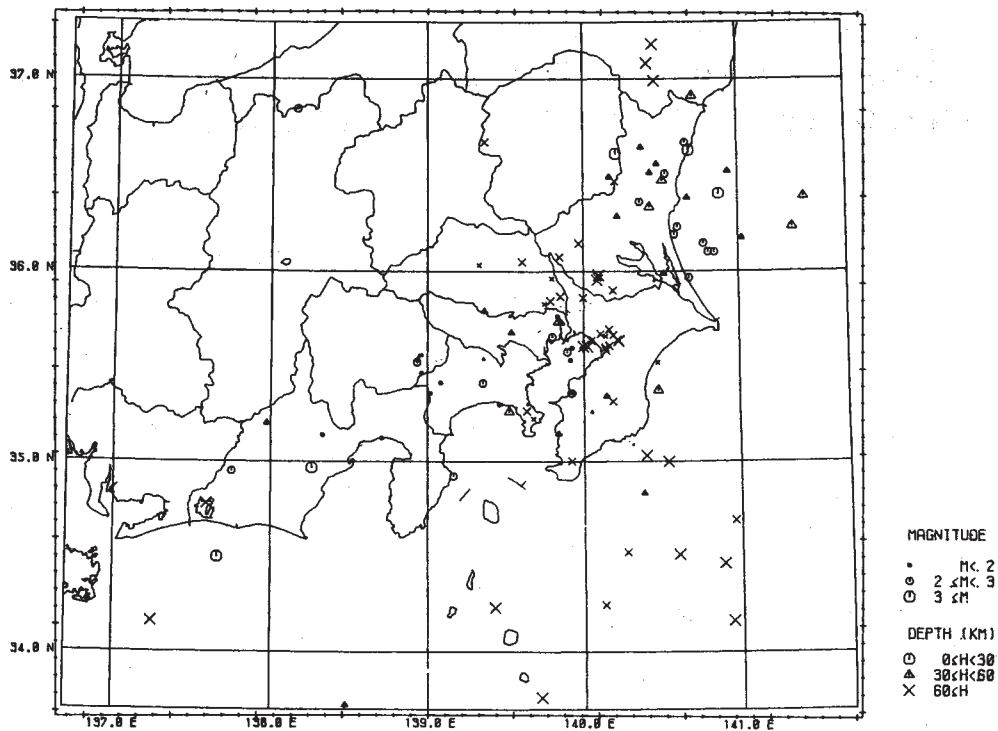 37.0 N
36.0 N
35.0 N
34.0 N
137.0 E
138.0 E
139.0 E
140.0 E
141.0 E
MAGNITUDE
M<. 2
2 ≤M<. 3
3 ≤M
DEPTH (KM)
0≤H<30
30≤H<60
60≤H